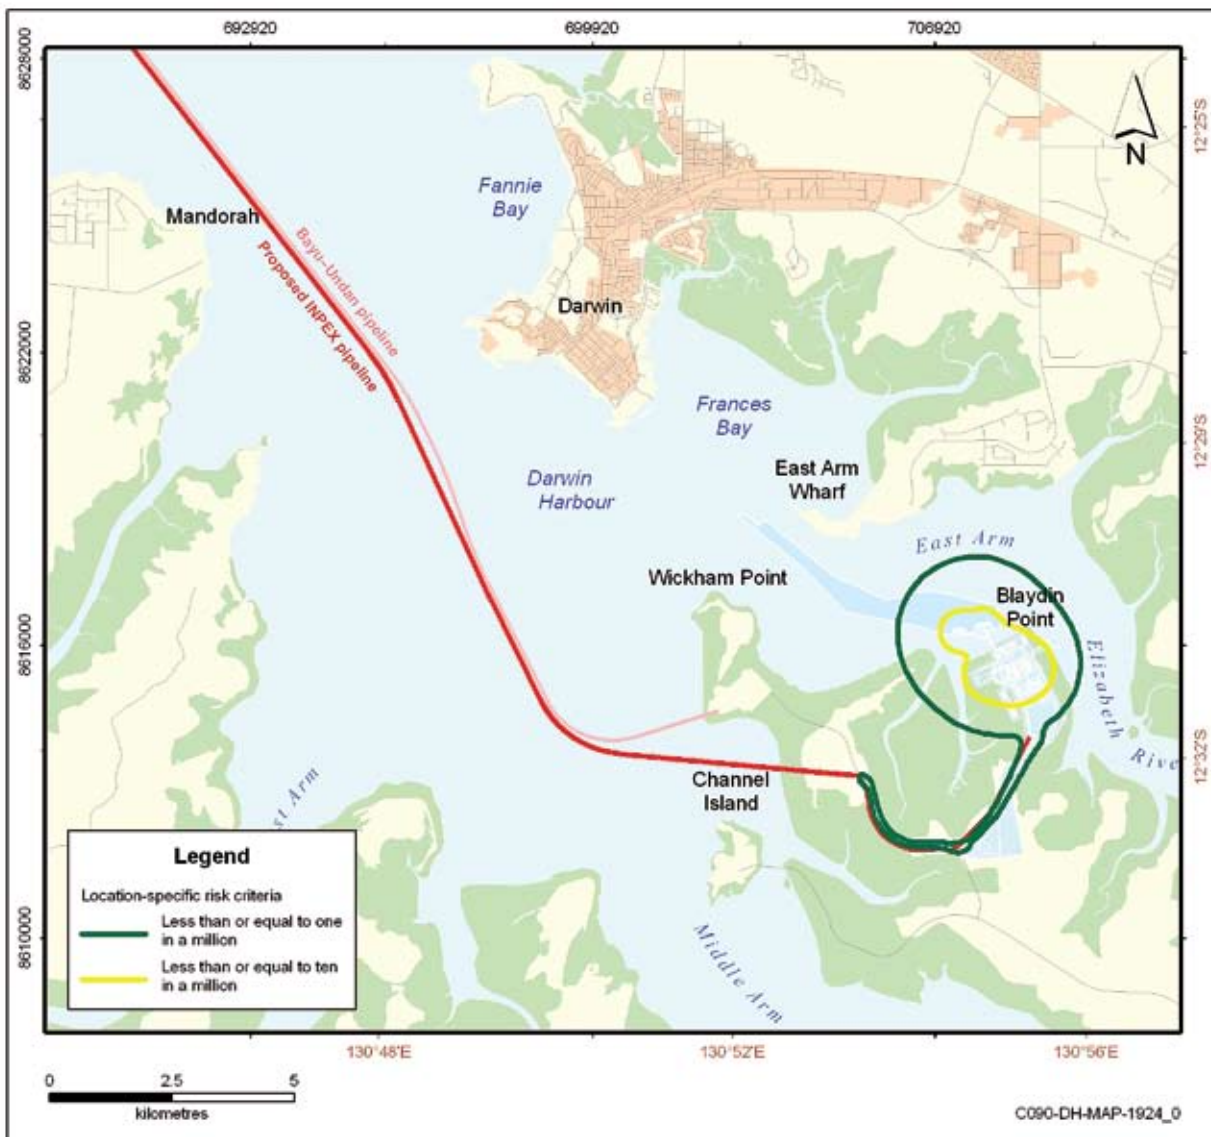 692920
699920
706920
8628000
12°25'S
N
Fannie
Bay
Mandorah
Bayu–Undan pipeline
Proposed INPEX pipeline
Darwin
8622000
Frances
Bay
12°29'S
East Arm
Wharf
Darwin
Harbour
East Arm
Wickham Point
Blaydin
Point
8616000
Elizabeth River
12°32'S
Channel
Island
st Arm
Legend
Location-specific risk criteria
Less than or equal to one
in a million
Less than or equal to ten
in a million
8610000
Middle Arm
130°48'E
130°52'E
130°56'E
0 2.5 5
kilometres
C090-DH-MAP-1924_0